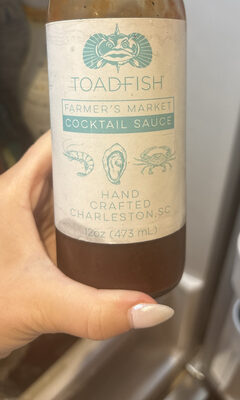 TOADFISH
FARMER'S MARKET
COCKTAIL SAUCE
HAND
CRAFTED
CHARLESTON, SC
12oz (473 mL)